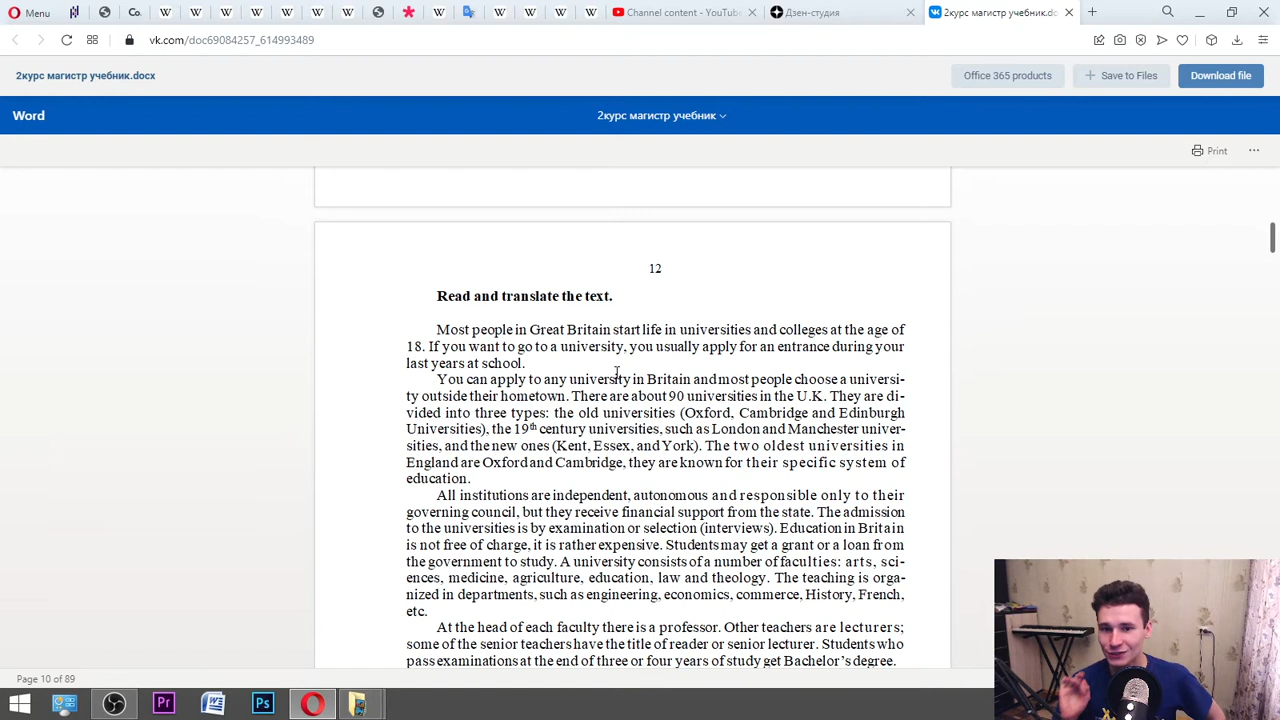 Menu
Co.
Channel content - YouTube
Дзен-студия
2курс магистр учебник.do
vk.com/doc69084257_614993489
2курс магистр учебник.docx
Office 365 products
Save to Files
Download file
Word
2курс магистр учебник
Print
12
Read and translate the text.
Most people in Great Britain start life in universities and colleges at the age of
18. If you want to go to a university, you usually apply for an entrance during your
last years at school.
You can apply to any university in Britain and most people choose a universi-
ty outside their hometown. There are about 90 universities in the U.K. They are di-
vided into three types: the old universities (Oxford, Cambridge and Edinburgh
Universities), the 19th century universities, such as London and Manchester univer-
sities, and the new ones (Kent, Essex, and York). The two oldest universities in
England are Oxford and Cambridge, they are known for their specific system of
education.
All institutions are independent, autonomous and responsible only to their
governing council, but they receive financial support from the state. The admission
to the universities is by examination or selection (interviews). Education in Britain
is not free of charge, it is rather expensive. Students may get a grant or a loan from
the government to study. A university consists of a number of faculties: arts, sci-
ences, medicine, agriculture, education, law and theology. The teaching is orga-
nized in departments, such as engineering, economics, commerce, History, French,
etc.
At the head of each faculty there is a professor. Other teachers are lecturers;
some of the senior teachers have the title of reader or senior lecturer. Students who
pass examinations at the end of three or four years of study get Bachelor's degree.
Page 10 of 89
Pr
Ps